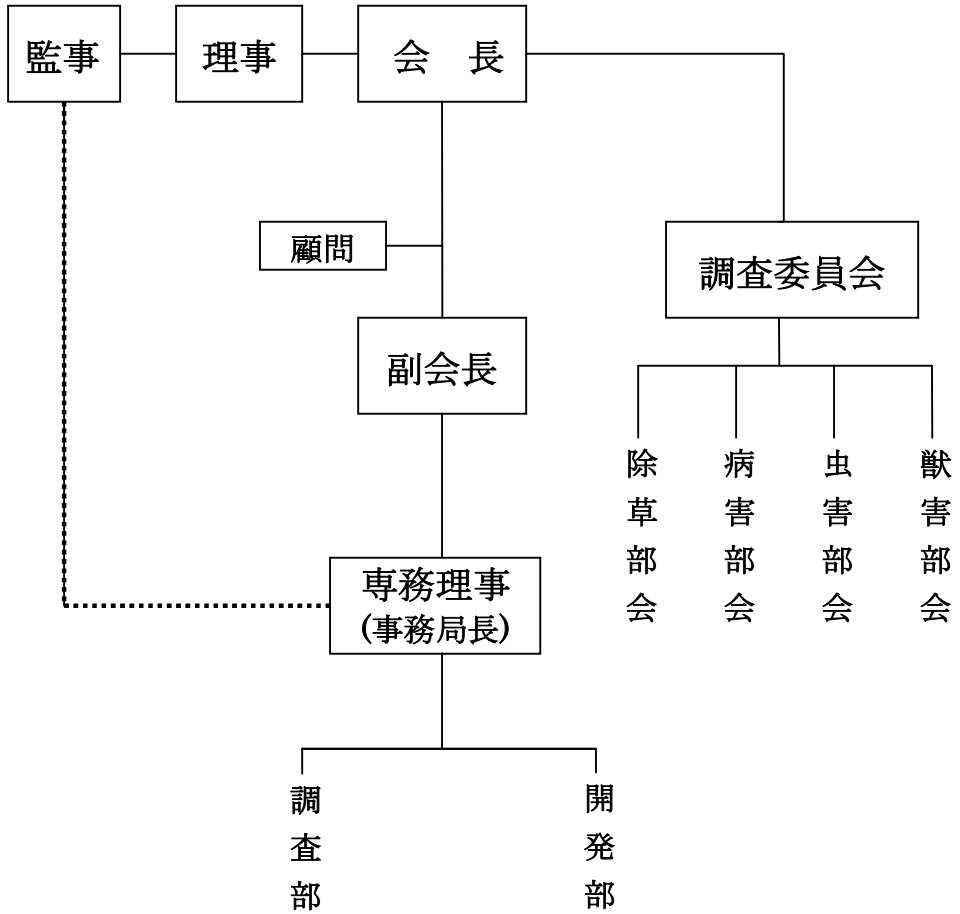 監事
理事
会　長
顧問
調査委員会
副会長
除草部会
病害部会
虫害部会
獣害部会
専務理事
(事務局長)
調査部
開発部